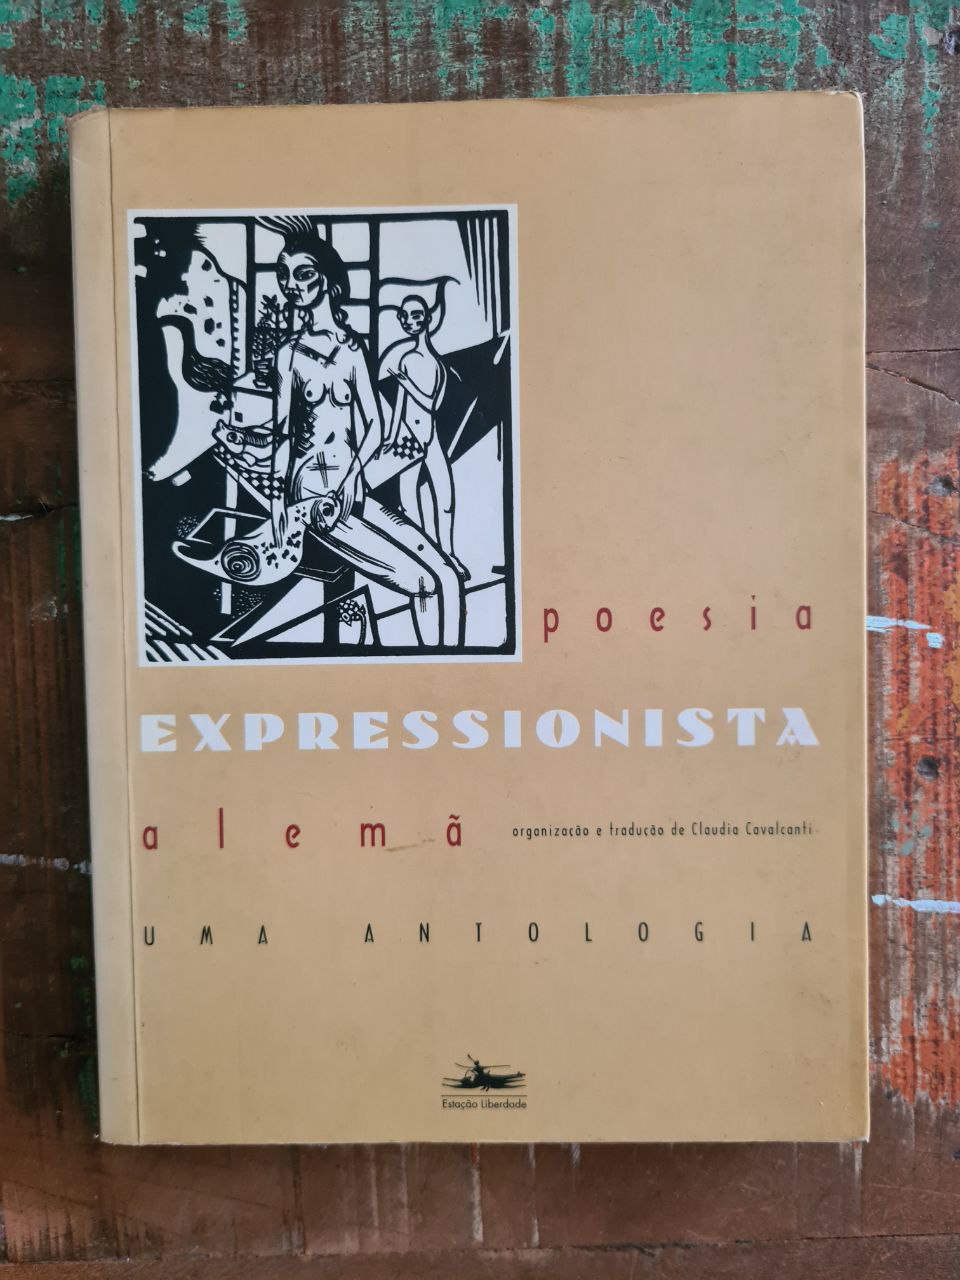 poesia
EXPRESSIONISTA
alemã
organização e tradução de Claudia Cavalcanti
UMA ANTOLOGIA
Estação Liberdade